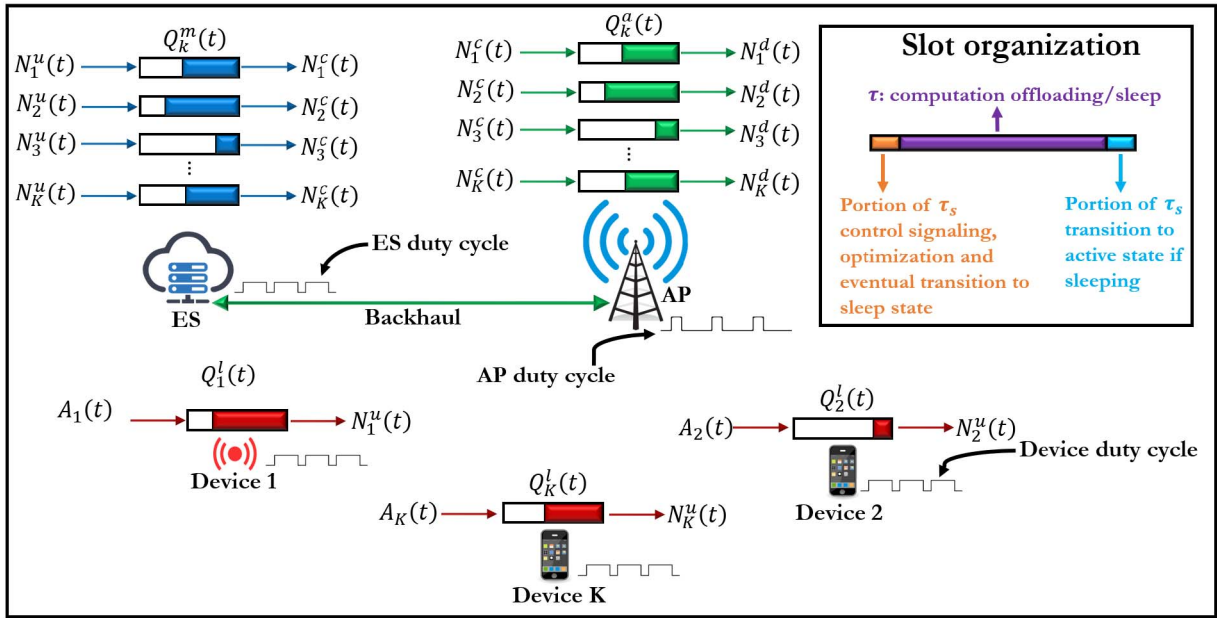 Q_k^m(t)
N_1^u(t) N_1^c(t)
N_2^u(t) N_2^c(t)
N_3^u(t) N_3^c(t)
⋮
N_K^u(t) N_K^c(t)
ES duty cycle
ES
Backhaul
Q_k^a(t)
N_1^c(t) N_1^d(t)
N_2^c(t) N_2^d(t)
N_3^c(t) N_3^d(t)
⋮
N_K^c(t) N_K^d(t)
AP
AP duty cycle
Slot organization
τ: computation offloading/sleep
Portion of τ_s
control signaling,
optimization and
eventual transition to
sleep state
Portion of τ_s
transition to
active state if
sleeping
Q_1^l(t)
A_1(t) N_1^u(t)
Device 1
Q_K^l(t)
A_K(t) N_K^u(t)
Device K
Q_2^l(t)
A_2(t) N_2^u(t)
Device duty cycle
Device 2